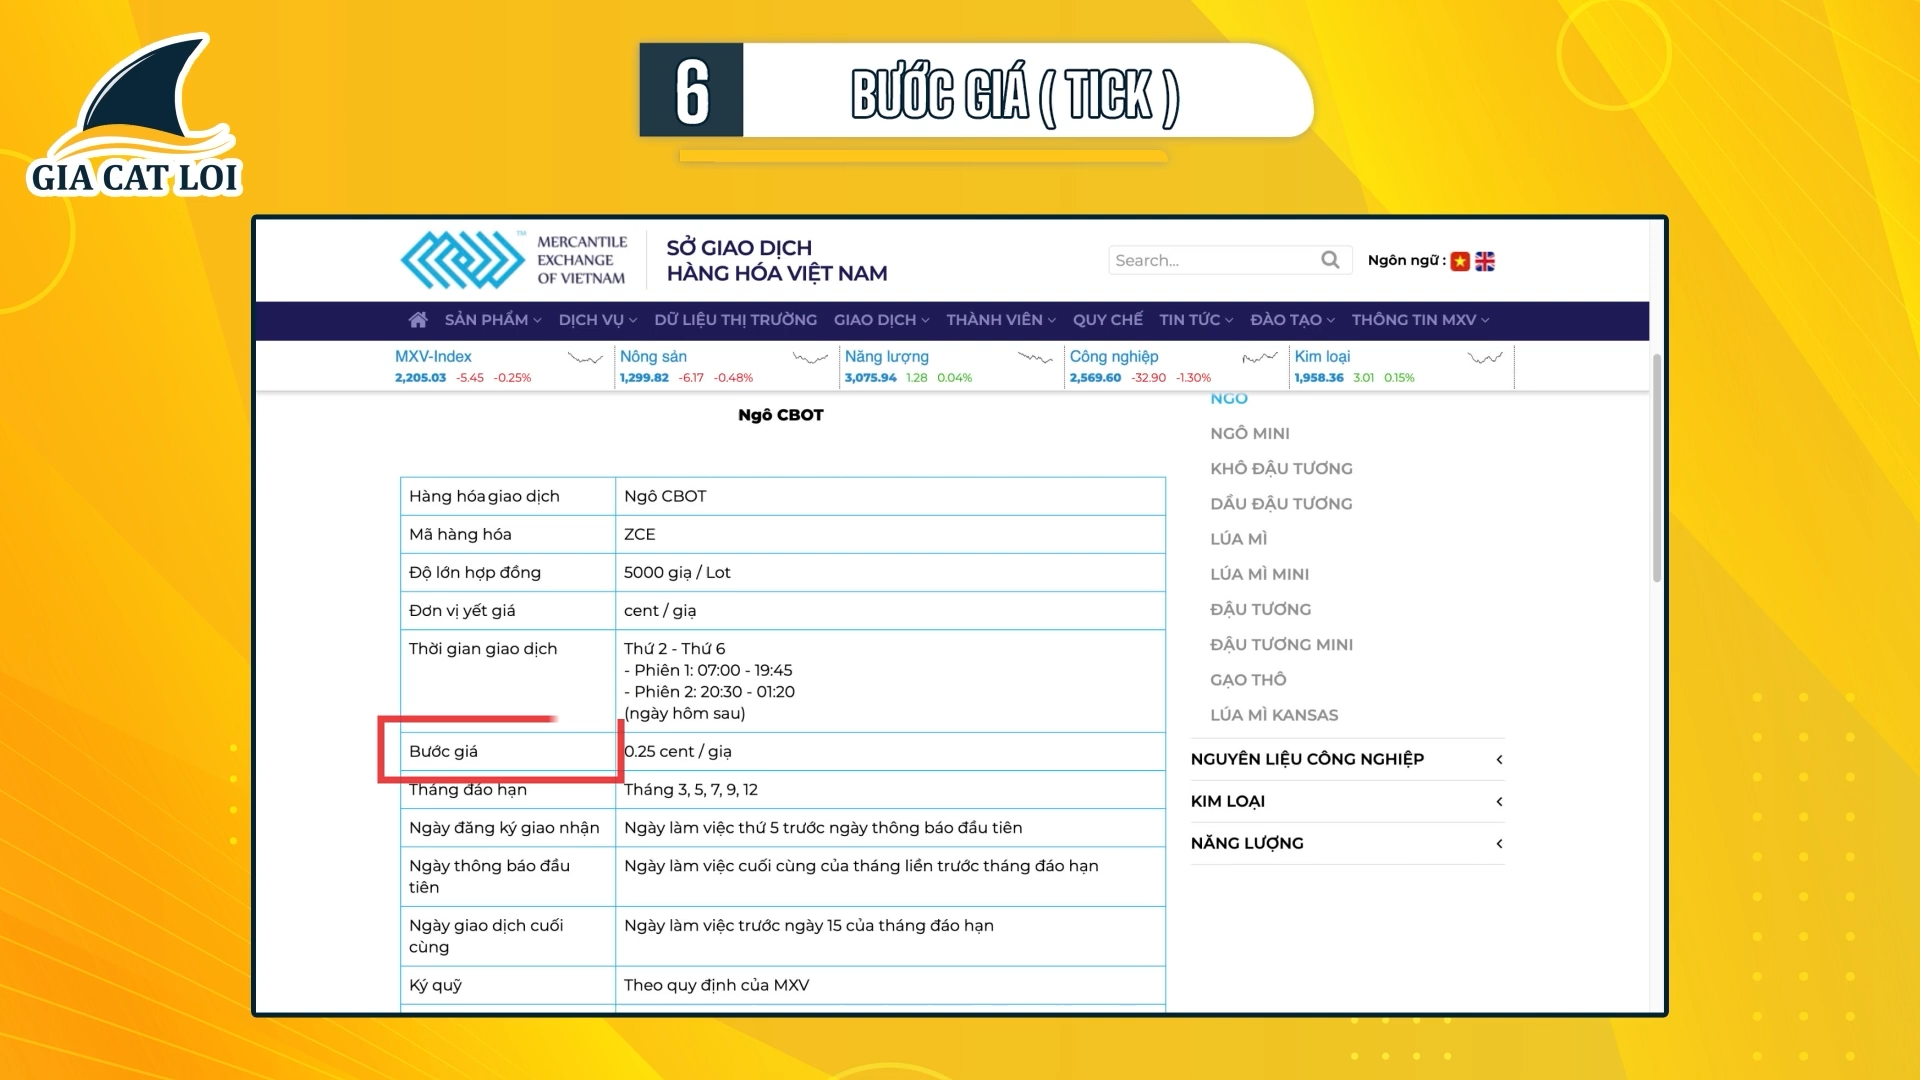 GIA CAT LOI
6
BƯỚC GIÁ ( TICK )
MERCANTILE
EXCHANGE
OF VIETNAM
TM
SỞ GIAO DỊCH
HÀNG HÓA VIỆT NAM
Search...
Ngôn ngữ :
SẢN PHẨM DỊCH VỤ DỮ LIỆU THỊ TRƯỜNG GIAO DỊCH THÀNH VIÊN QUY CHẾ TIN TỨC ĐÀO TẠO THÔNG TIN MXV
MXV-Index
2,205.03 -5.45 -0.25%
Nông sản
1,299.82 -6.17 -0.48%
Năng lượng
3,075.94 1.28 0.04%
Công nghiệp
2,569.60 -32.90 -1.30%
Kim loại
1,958.36 3.01 0.15%
Ngô CBOT
Hàng hóa giao dịch Ngô CBOT
Mã hàng hóa ZCE
Độ lớn hợp đồng 5000 giạ / Lot
Đơn vị yết giá cent / giạ
Thời gian giao dịch Thứ 2 - Thứ 6
- Phiên 1: 07:00 - 19:45
- Phiên 2: 20:30 - 01:20
(ngày hôm sau)
Bước giá 0.25 cent / giạ
Tháng đáo hạn Tháng 3, 5, 7, 9, 12
Ngày đăng ký giao nhận Ngày làm việc thứ 5 trước ngày thông báo đầu tiên
Ngày thông báo đầu Ngày làm việc cuối cùng của tháng liền trước tháng đáo hạn
tiên
Ngày giao dịch cuối Ngày làm việc trước ngày 15 của tháng đáo hạn
cùng
Ký quỹ Theo quy định của MXV
NGÔ
NGÔ MINI
KHÔ ĐẬU TƯƠNG
DẦU ĐẬU TƯƠNG
LÚA MÌ
LÚA MÌ MINI
ĐẬU TƯƠNG
ĐẬU TƯƠNG MINI
GẠO THÔ
LÚA MÌ KANSAS
NGUYÊN LIỆU CÔNG NGHIỆP
KIM LOẠI
NĂNG LƯỢNG